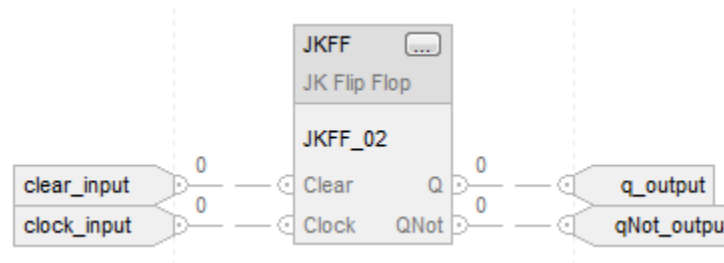 JKFF ...
JK Flip Flop
JKFF_02
clear_input 0 Clear Q 0 q_output
clock_input 0 Clock QNot 0 qNot_outpu